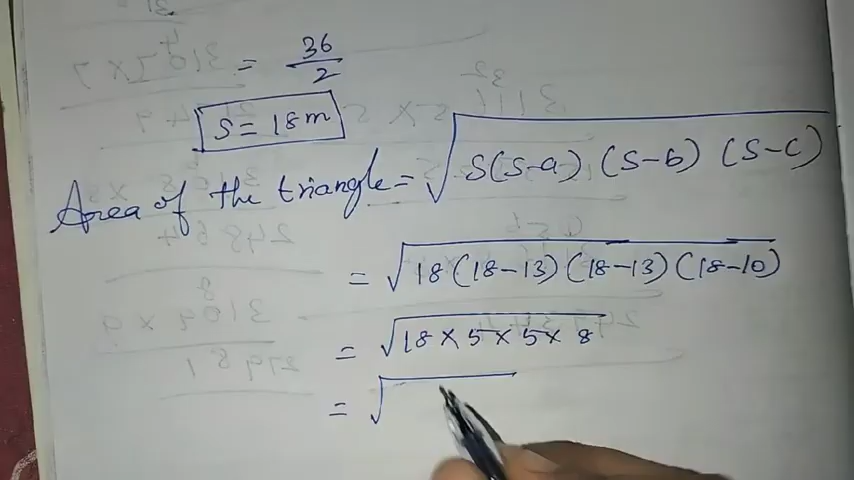 = 36/2
S = 18m
Area of the triangle = √S(S-a) (S-b) (S-c)
= √18(18-13)(18-13)(18-10)
= √18×5×5×8
= √